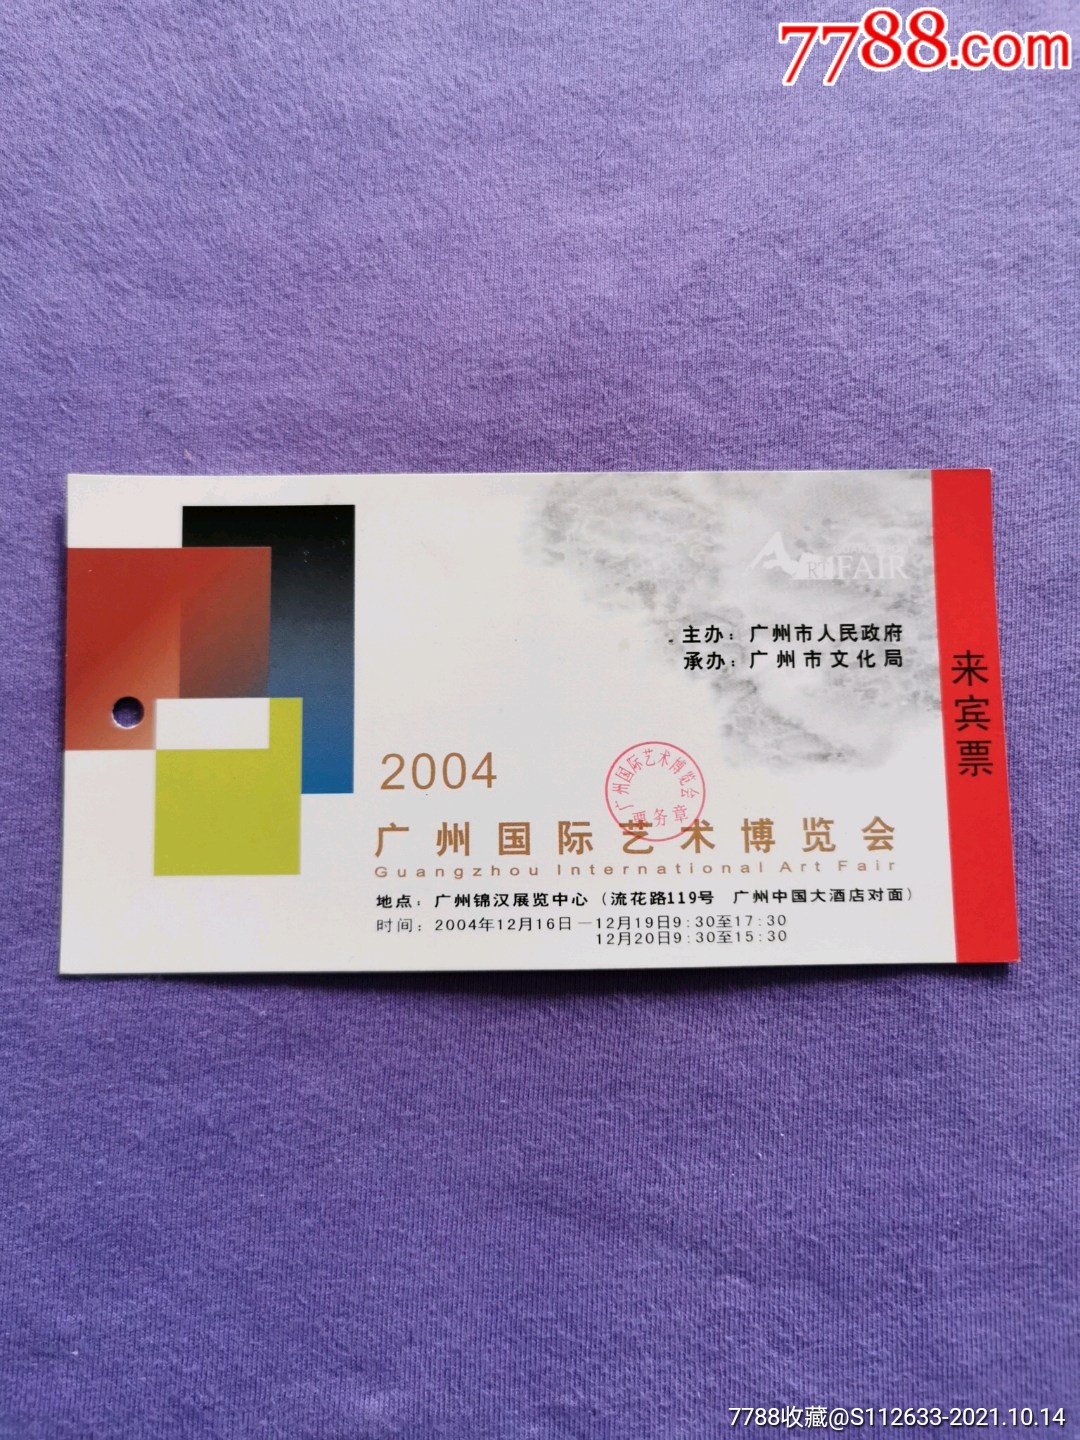 7788.com
ARTFAIR
主办：广州市人民政府
承办：广州市文化局
来宾票
2004
广州国际艺术博览会
票务章
广州国际艺术博览会
Guangzhou International Art Fair
地点：广州锦汉展览中心（流花路119号 广州中国大酒店对面）
时间：2004年12月16日－12月19日9:30至17:30
12月20日9:30至15:30
7788收藏@S112633-2021.10.14